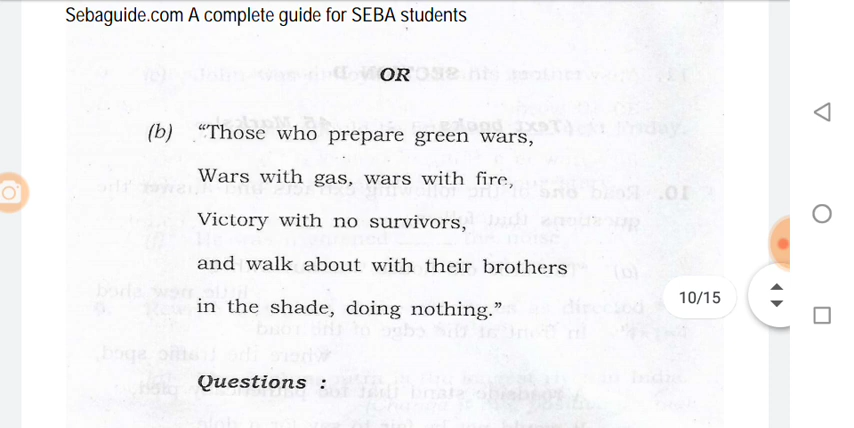 Sebaguide.com A complete guide for SEBA students
OR
(b) “Those who prepare green wars,
Wars with gas, wars with fire,
Victory with no survivors,
and walk about with their brothers
in the shade, doing nothing.”
10/15
Questions :